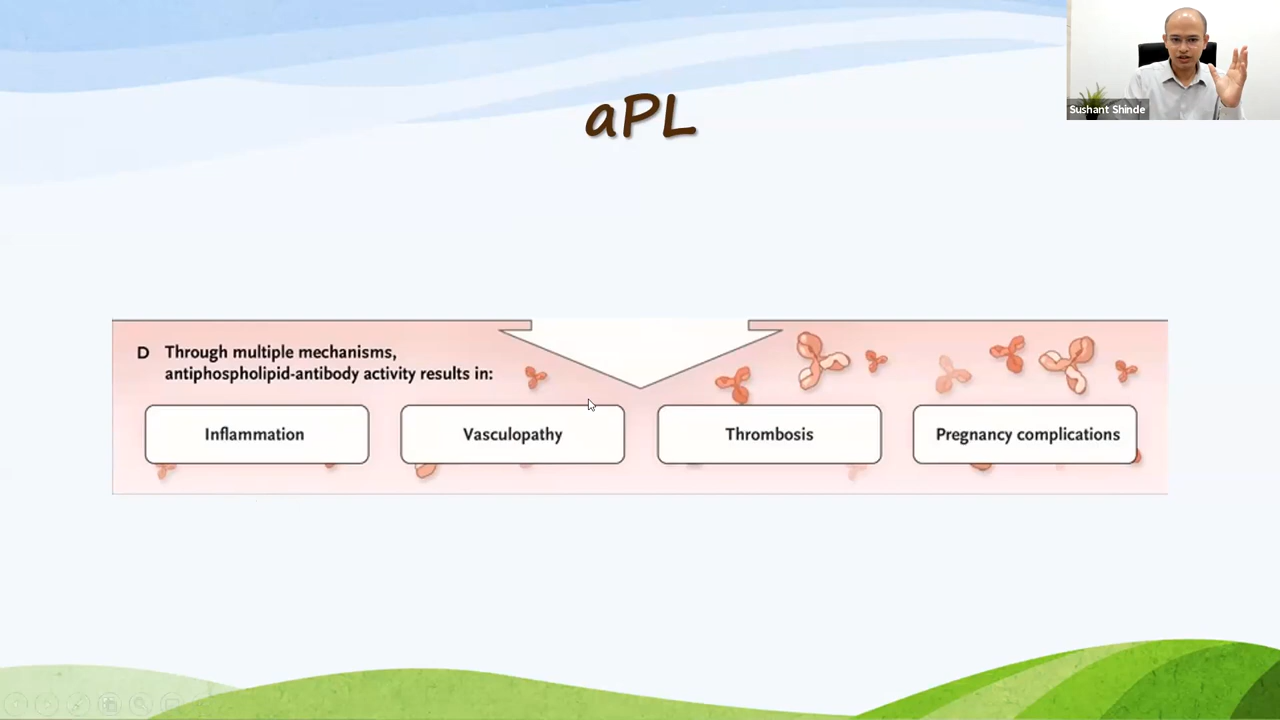 aPL
Sushant Shinde
D Through multiple mechanisms,
antiphospholipid-antibody activity results in:
Inflammation
Vasculopathy
Thrombosis
Pregnancy complications